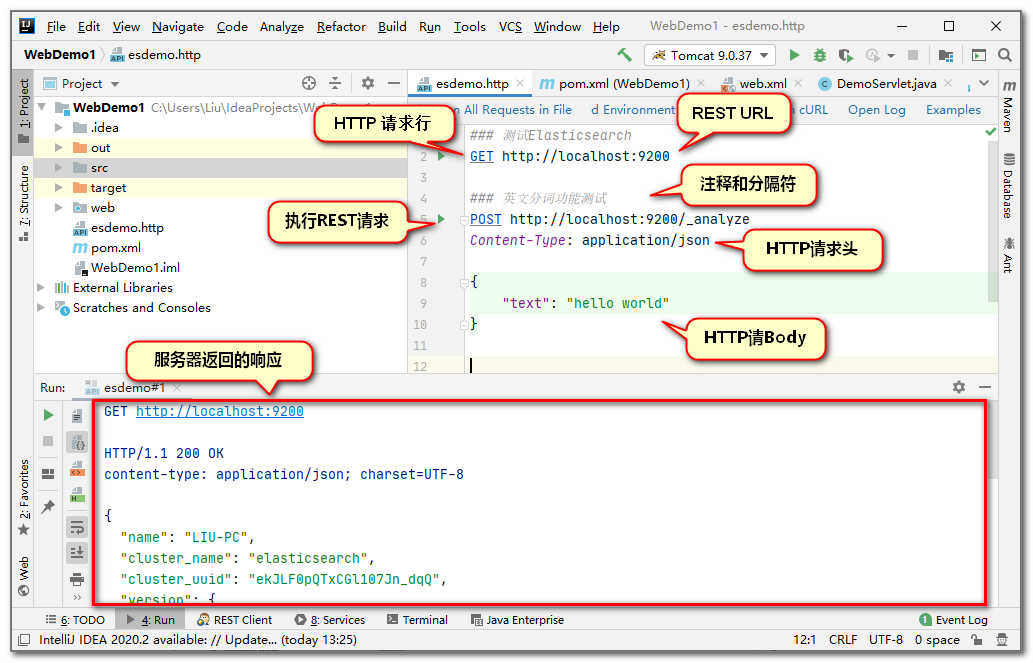 File Edit View Navigate Code Analyze Refactor Build Run Tools VCS Window Help WebDemo1 - esdemo.http
WebDemo1 esdemo.http Tomcat 9.0.37
Project esdemo.http pom.xml (WebDemo1) web.xml DemoServlet.java
1: Project
7: Structure
2: Favorites
Web
WebDemo1 C:\Users\Liu\IdeaProjects\
.idea
out
src
target
web
esdemo.http
pom.xml
WebDemo1.iml
External Libraries
Scratches and Consoles
All Requests in File d Environment cURL Open Log Examples
HTTP 请求行
REST URL
注释和分隔符
执行REST请求
HTTP请求头
HTTP请Body
服务器返回的响应
### 测试Elasticsearch
2 GET http://localhost:9200
3
4 ### 英文分词功能测试
5 POST http://localhost:9200/_analyze
6 Content-Type: application/json
7
8 {
9 "text": "hello world"
10 }
11
12
Maven
Database
Ant
Run: esdemo#1
GET http://localhost:9200
HTTP/1.1 200 OK
content-type: application/json; charset=UTF-8
{
"name": "LIU-PC",
"cluster_name": "elasticsearch",
"cluster_uuid": "ekJLF0pQTxCGl107Jn_dqQ",
"version": {
6: TODO 4: Run REST Client 8: Services Terminal Java Enterprise 1 Event Log
IntelliJ IDEA 2020.2 available: // Update... (today 13:25) 12:1 CRLF UTF-8 0 space